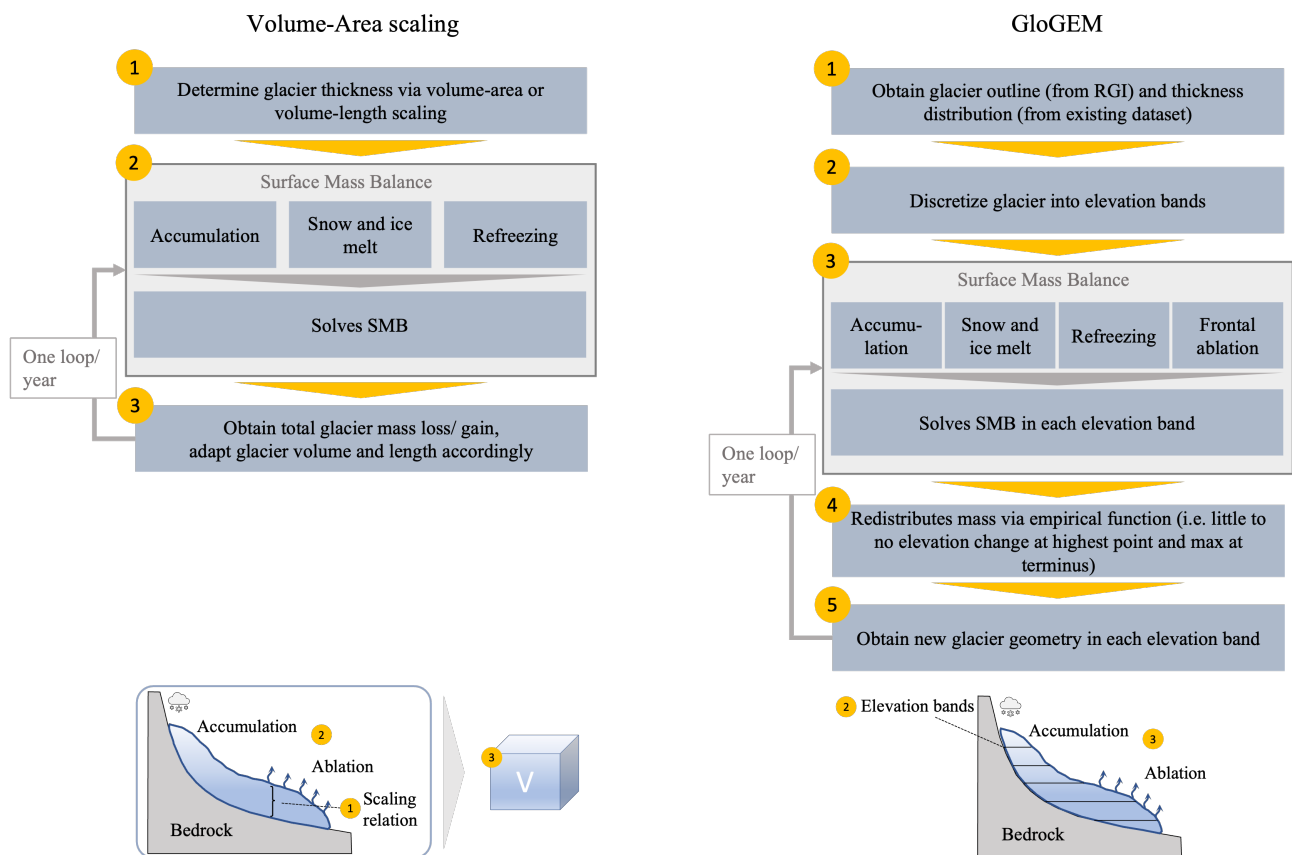 Volume-Area scaling
1
Determine glacier thickness via volume-area or
volume-length scaling
2
Surface Mass Balance
Accumulation
Snow and ice
melt
Refreezing
Solves SMB
One loop/
year
3
Obtain total glacier mass loss/ gain,
adapt glacier volume and length accordingly
Accumulation
2
Ablation
1
Scaling
relation
Bedrock
3
V
GloGEM
1
Obtain glacier outline (from RGI) and thickness
distribution (from existing dataset)
2
Discretize glacier into elevation bands
3
Surface Mass Balance
Accumu-
lation
Snow and
ice melt
Refreezing
Frontal
ablation
Solves SMB in each elevation band
One loop/
year
4
Redistributes mass via empirical function (i.e. little to
no elevation change at highest point and max at
terminus)
5
Obtain new glacier geometry in each elevation band
2
Elevation bands
Accumulation
3
Ablation
Bedrock